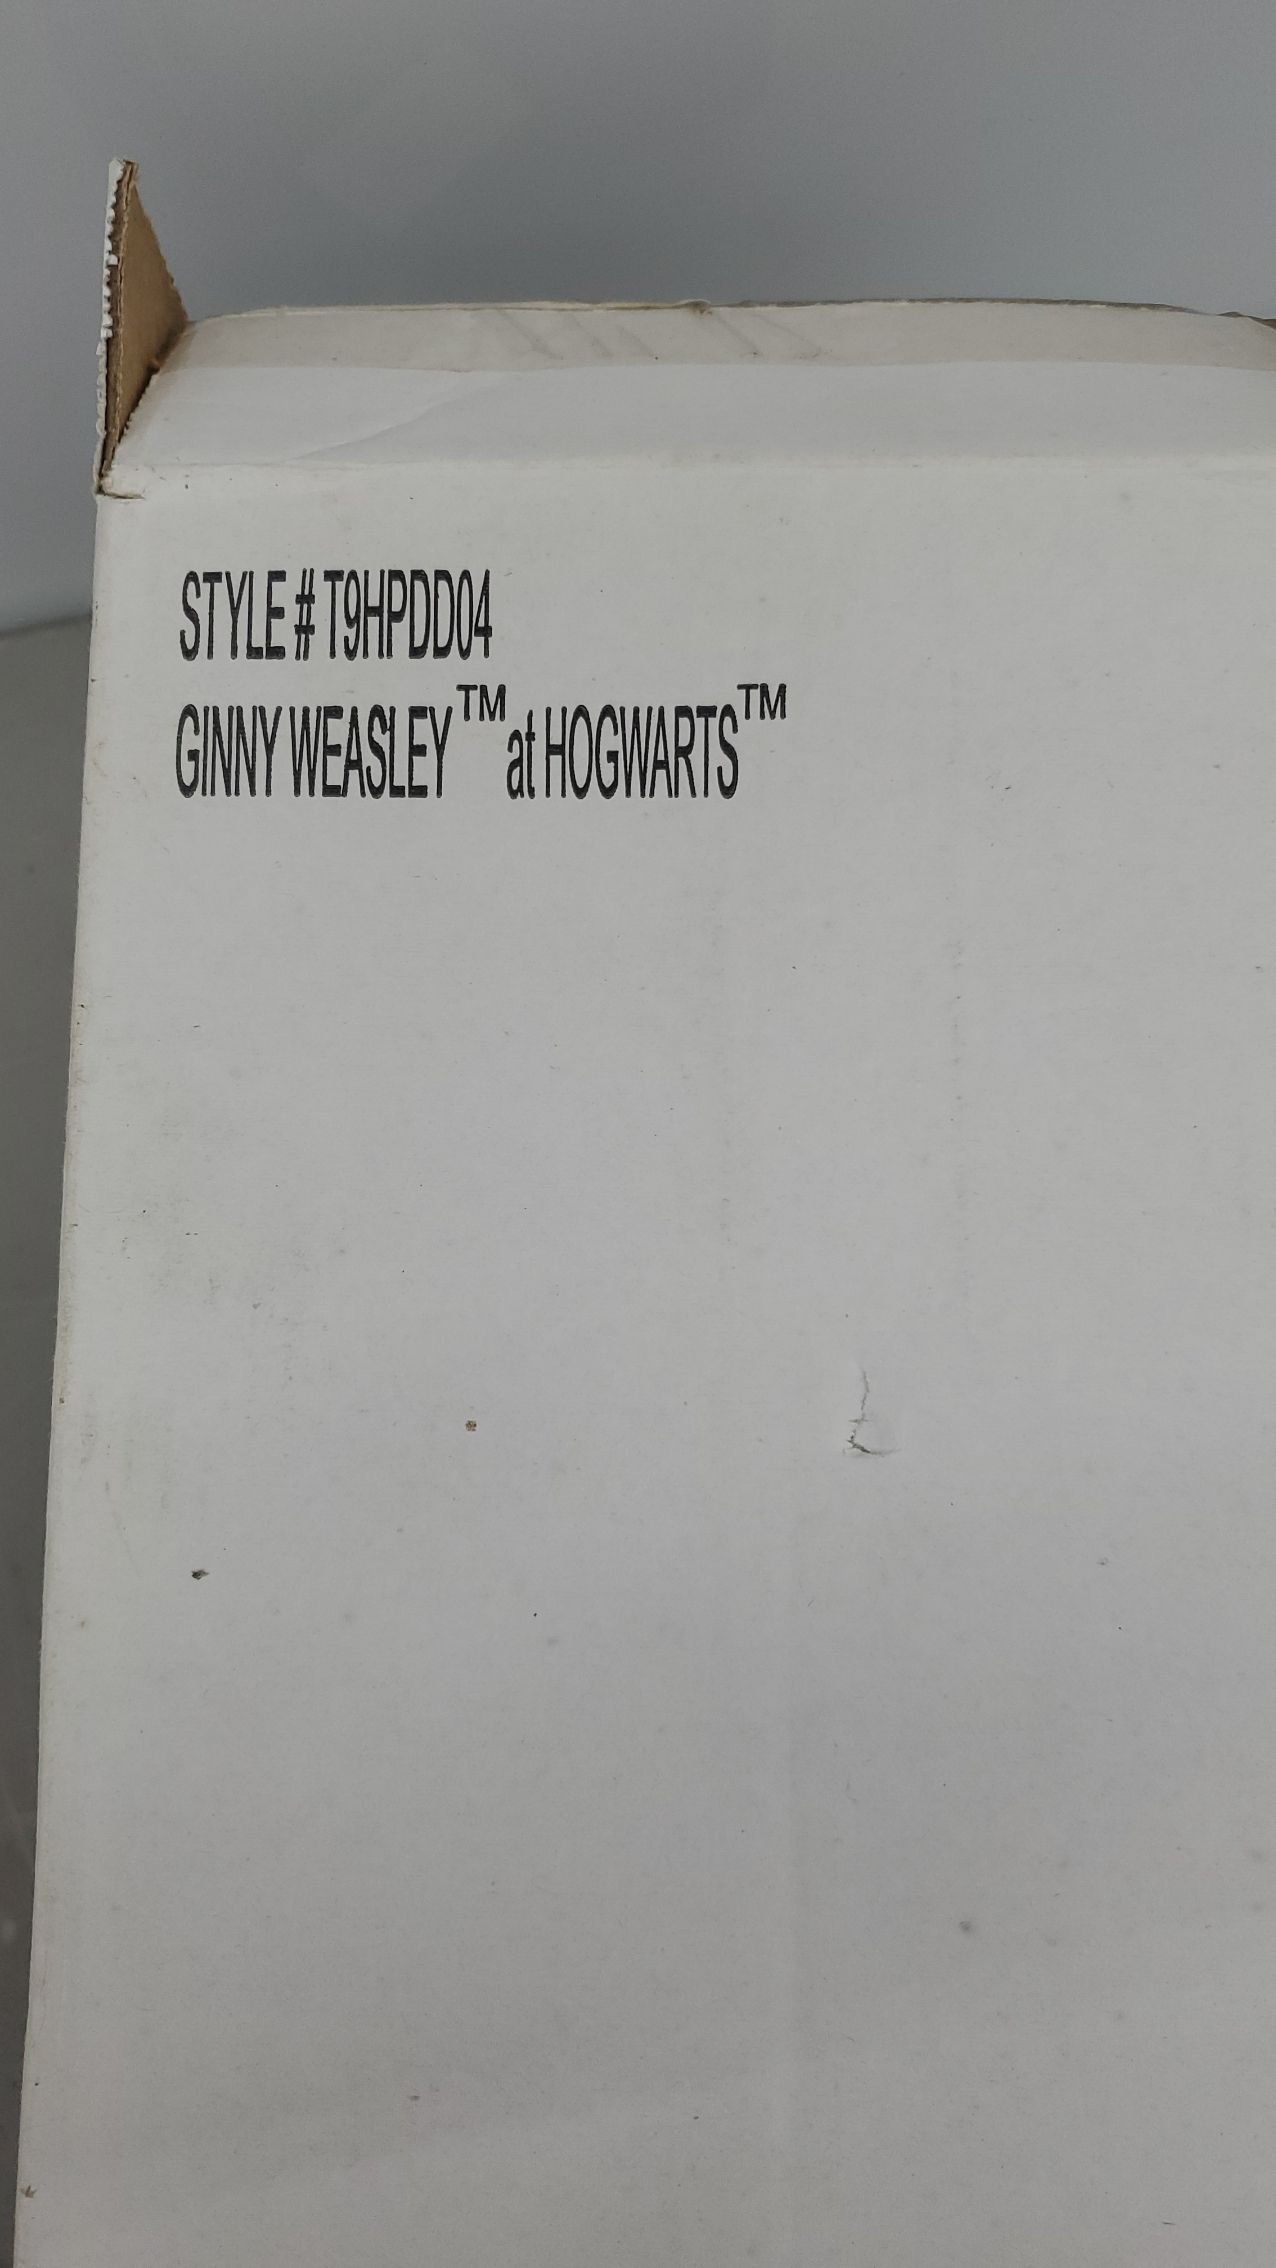 STYLE # T9HPDD04
GINNY WEASLEY™ at HOGWARTS™